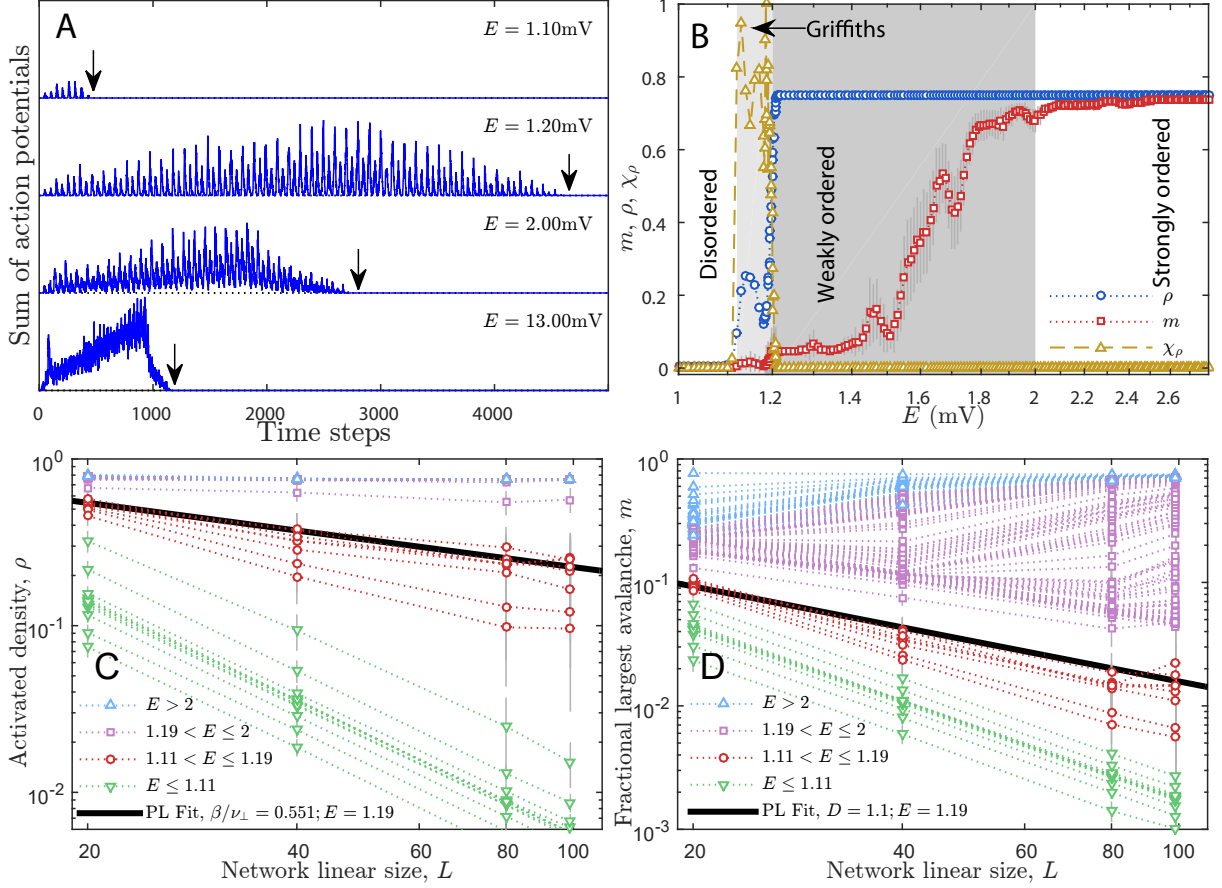 A
E = 1.10mV
E = 1.20mV
E = 2.00mV
E = 13.00mV
Sum of action potentials
0
1000
2000
3000
4000
Time steps
B
Griffiths
Disordered
Weakly ordered
Strongly ordered
ρ
m
χρ
m, ρ, χρ
1
0.8
0.6
0.4
0.2
0
1
1.1
1.2
1.4
1.6
1.8
2
2.2
2.4
2.6
E (mV)
C
E > 2
1.19 < E ≤ 2
1.11 < E ≤ 1.19
E ≤ 1.11
PL Fit, β/ν⊥ = 0.551; E = 1.19
Activated density, ρ
10⁰
10⁻¹
10⁻²
20
40
60
80
100
Network linear size, L
D
E > 2
1.19 < E ≤ 2
1.11 < E ≤ 1.19
E ≤ 1.11
PL Fit, D = 1.1; E = 1.19
Fractional largest avalanche, m
10⁰
10⁻¹
10⁻²
10⁻³
20
40
60
80
100
Network linear size, L